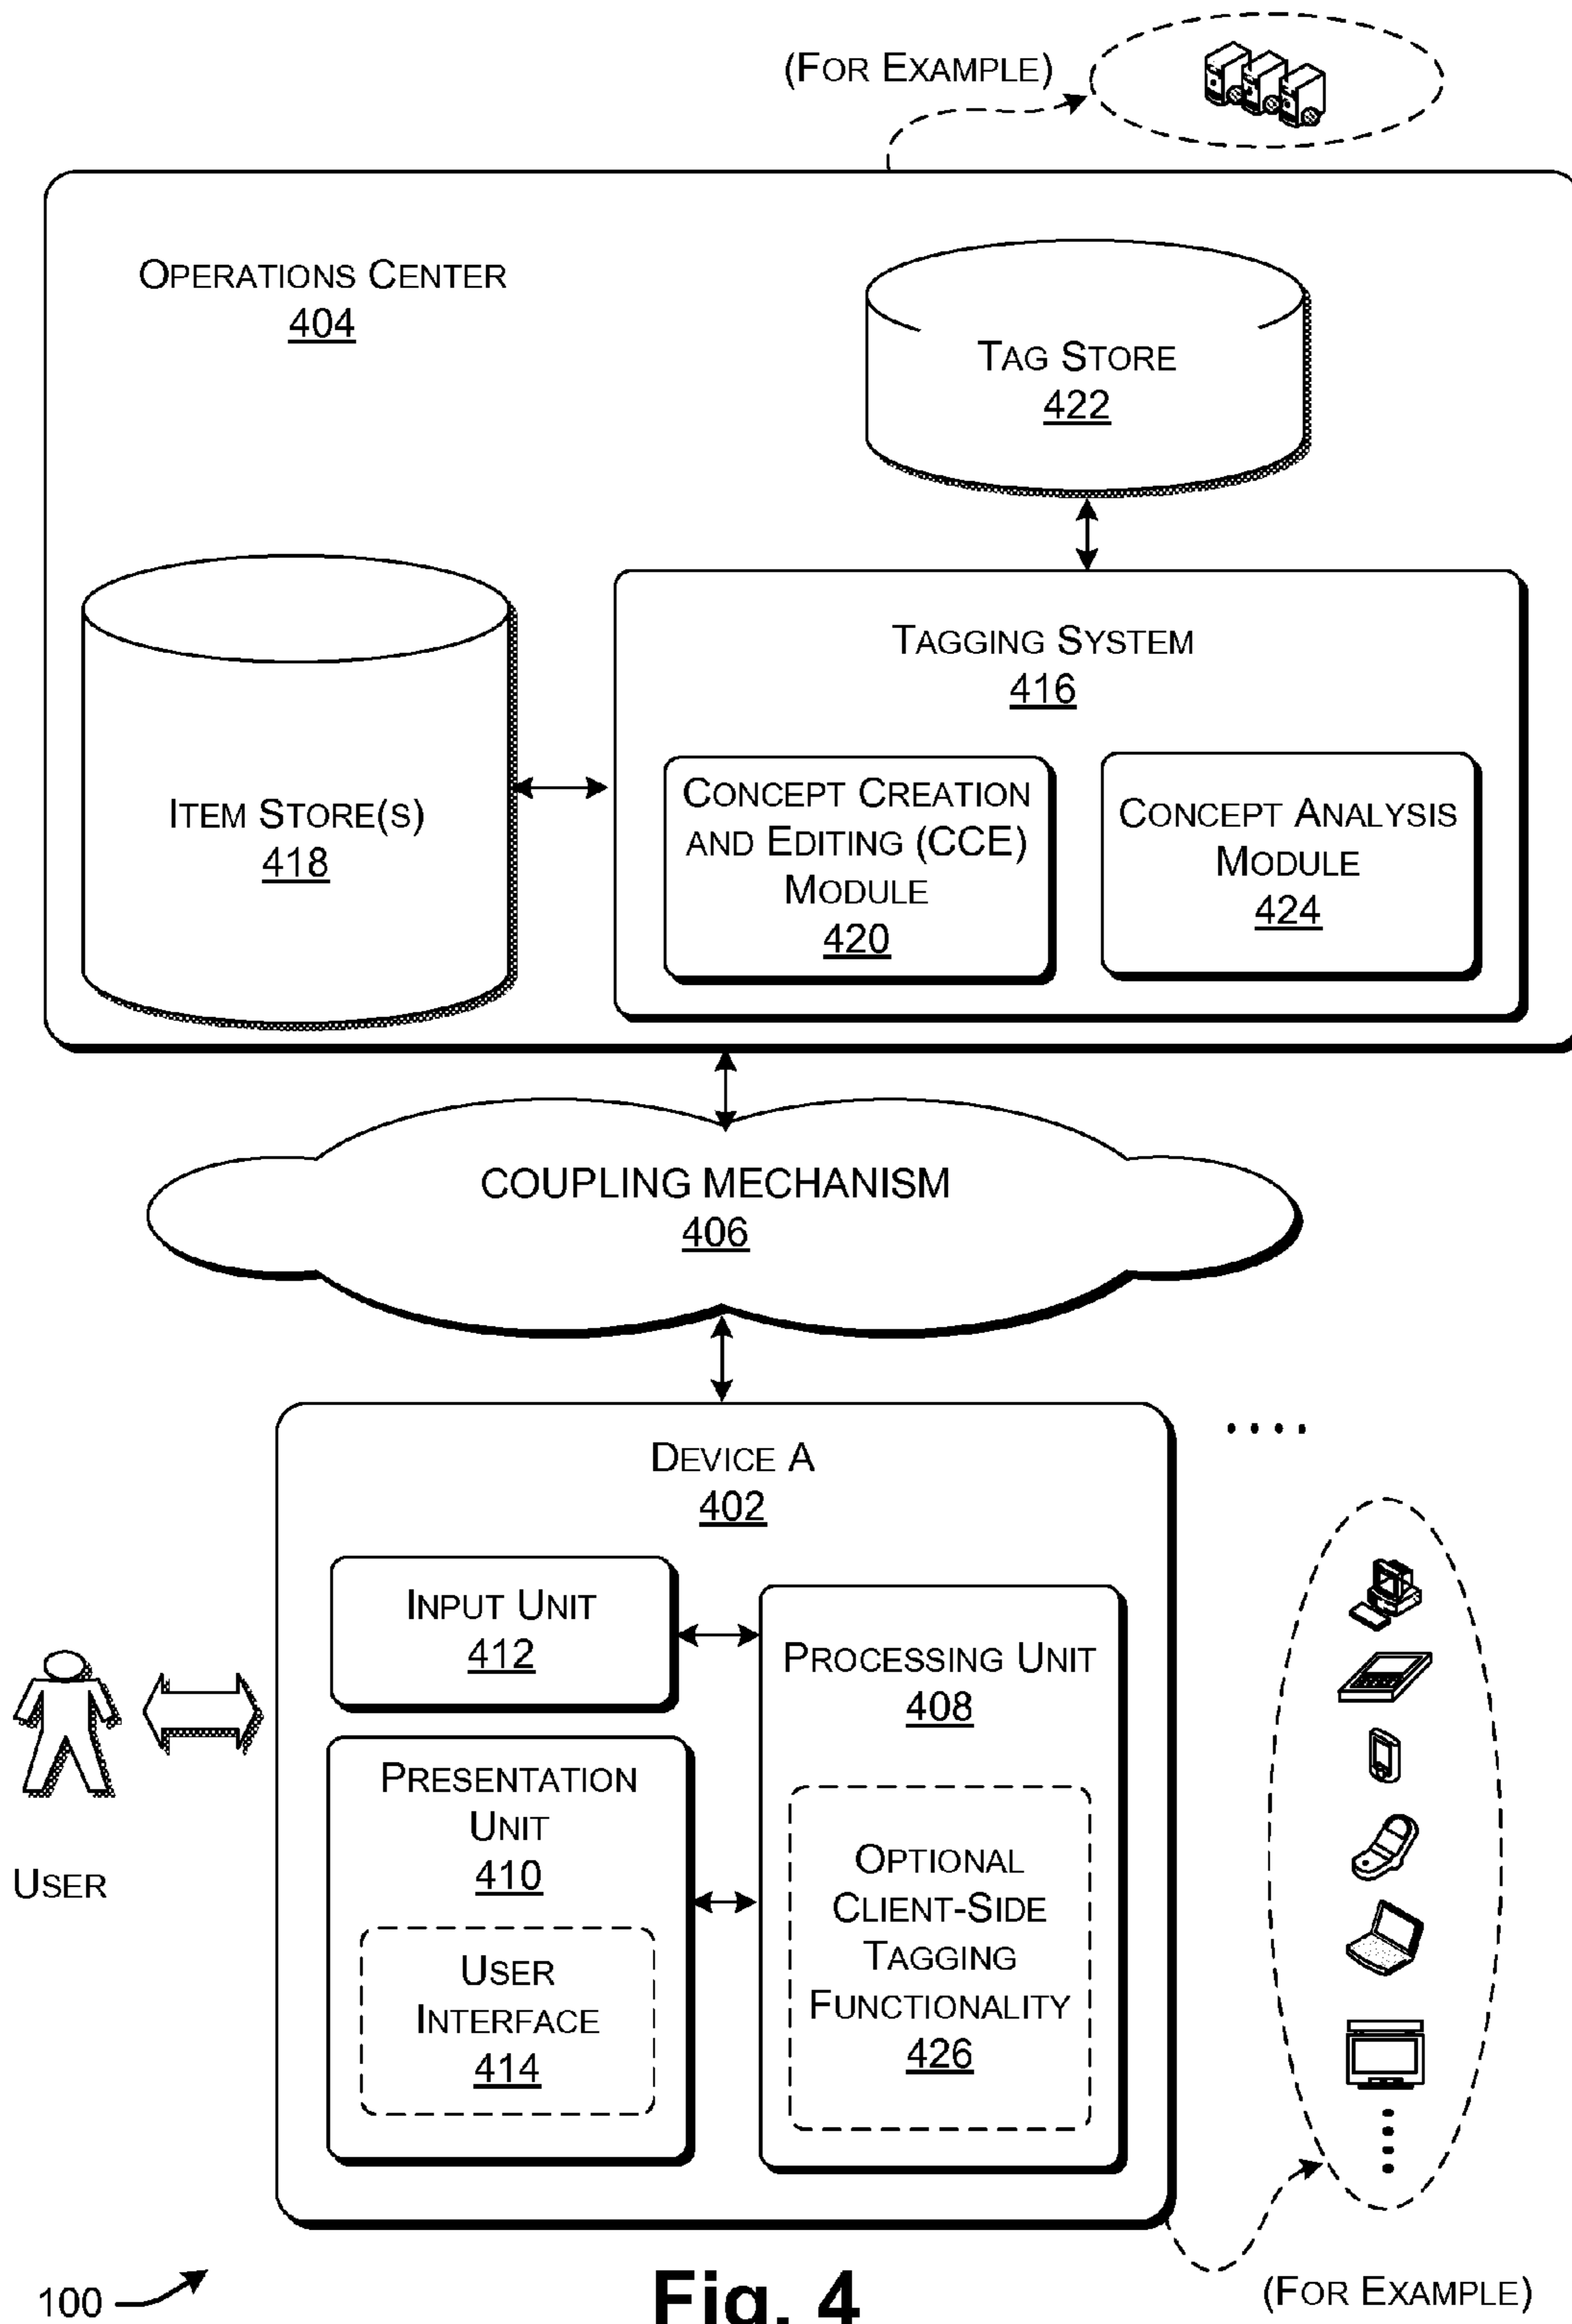 (FOR EXAMPLE)
OPERATIONS CENTER
404
TAG STORE
422
TAGGING SYSTEM
416
ITEM STORE(S)
418
CONCEPT CREATION
AND EDITING (CCE)
MODULE
420
CONCEPT ANALYSIS
MODULE
424
COUPLING MECHANISM
406
DEVICE A
402
INPUT UNIT
412
PROCESSING UNIT
408
PRESENTATION
UNIT
410
USER
INTERFACE
414
OPTIONAL
CLIENT-SIDE
TAGGING
FUNCTIONALITY
426
USER
100
Fig. 4
(FOR EXAMPLE)